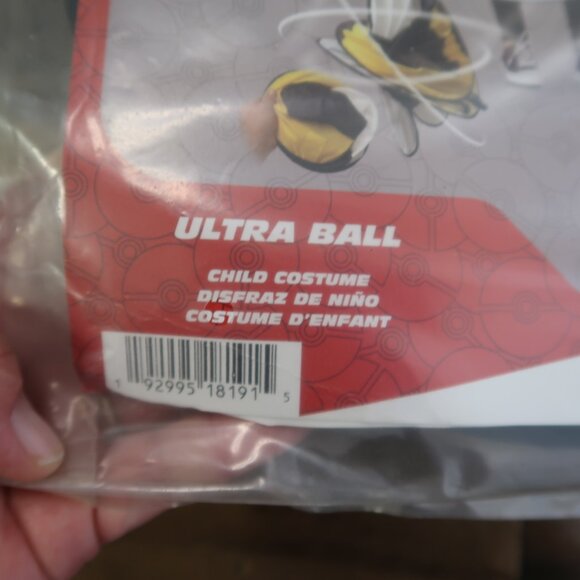 ULTRA BALL
CHILD COSTUME
DISFRAZ DE NIÑO
COSTUME D'ENFANT
1 92995 18191 5